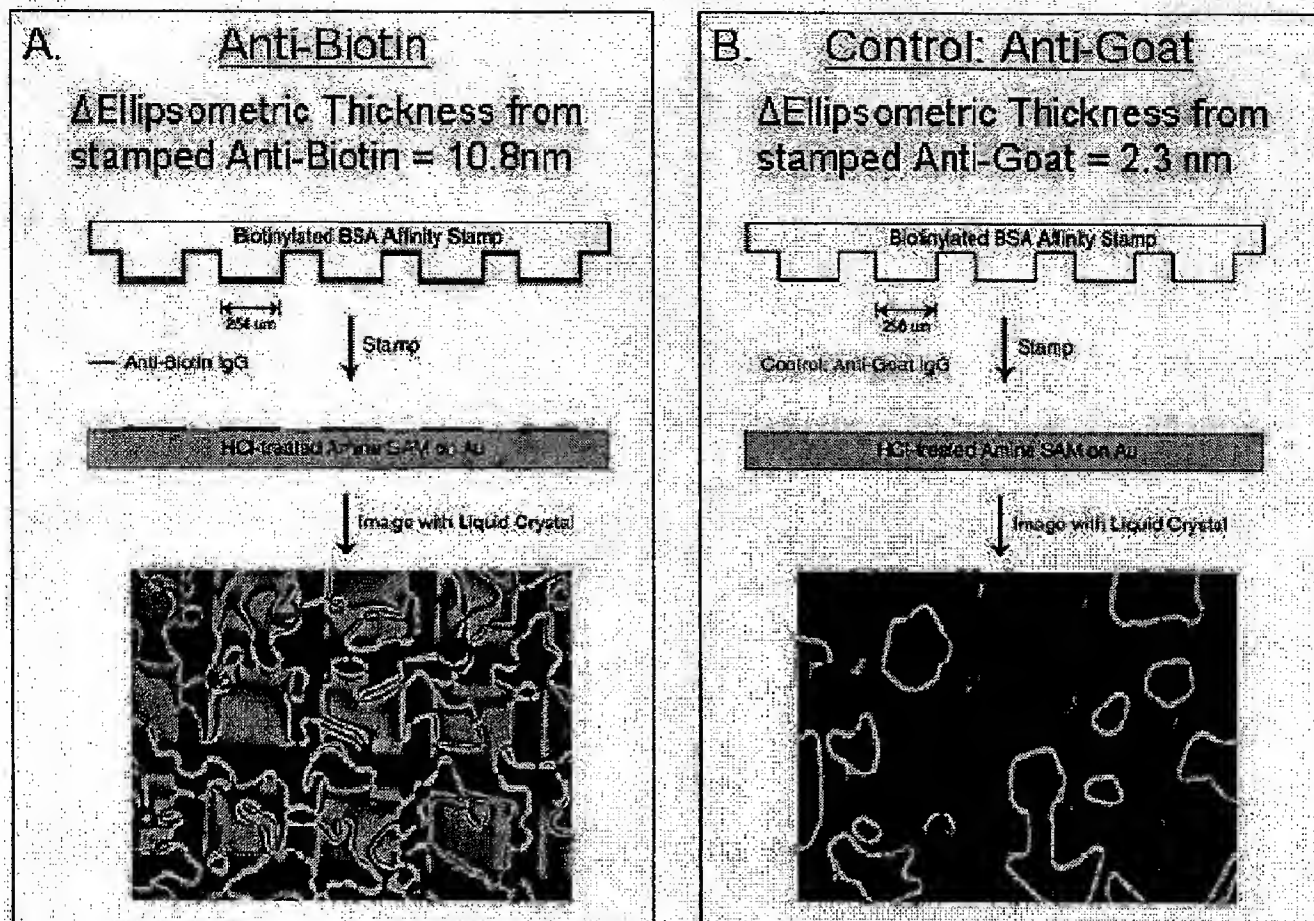 A. Anti-Biotin
ΔEllipsometric Thickness from
stamped Anti-Biotin = 10.8nm
Biotinylated BSA Affinity Stamp
Stamp
Anti-Biotin IgG
HCl-treated Amine SAM on Au
Image with Liquid Crystal
B. Control: Anti-Goat
ΔEllipsometric Thickness from
stamped Anti-Goat = 2.3 nm
Biotinylated BSA Affinity Stamp
Stamp
Control: Anti-Goat IgG
HCl-treated Amine SAM on Au
Image with Liquid Crystal